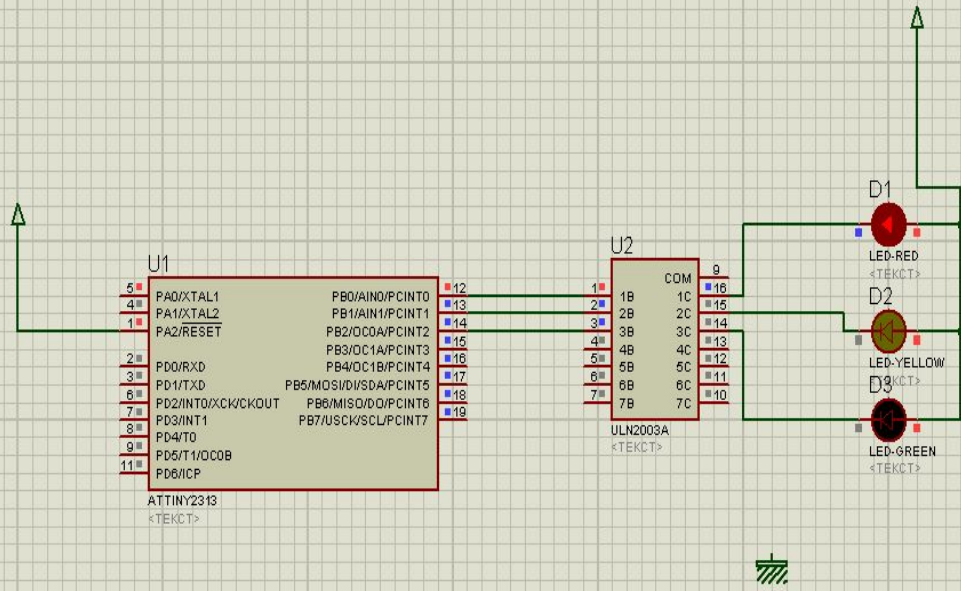 U1
5 PA0/XTAL1 PB0/AIN0/PCINT0 12
4 PA1/XTAL2 PB1/AIN1/PCINT1 13
1 PA2/RESET PB2/OC0A/PCINT2 14
PB3/OC1A/PCINT3 15
2 PD0/RXD PB4/OC1B/PCINT4 16
3 PD1/TXD PB5/MOSI/DI/SDA/PCINT5 17
6 PD2/INT0/XCK/CKOUT PB6/MISO/DO/PCINT6 18
7 PD3/INT1 PB7/USCK/SCL/PCINT7 19
8 PD4/T0
9 PD5/T1/OC0B
11 PD6/ICP
ATTINY2313
<ТЕКСТ>
U2
COM 9
1 1B 1C 16
2 2B 2C 15
3 3B 3C 14
4 4B 4C 13
5 5B 5C 12
6 6B 6C 11
7 7B 7C 10
ULN2003A
<ТЕКСТ>
D1
LED-RED
<ТЕКСТ>
D2
LED-YELLOW
<ТЕКСТ>
D3
LED-GREEN
<ТЕКСТ>